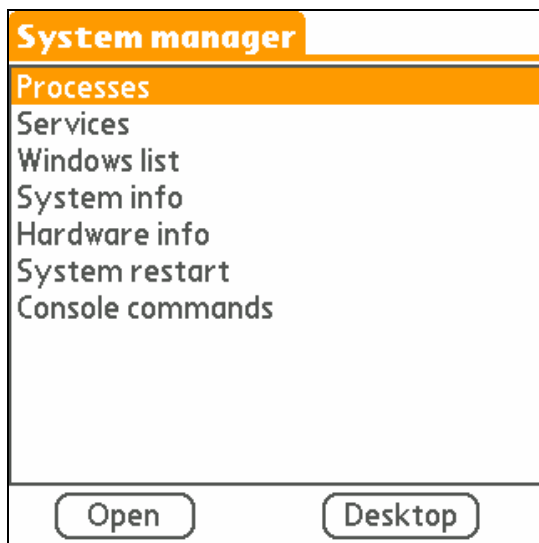 System manager
Processes
Services
Windows list
System info
Hardware info
System restart
Console commands
Open Desktop